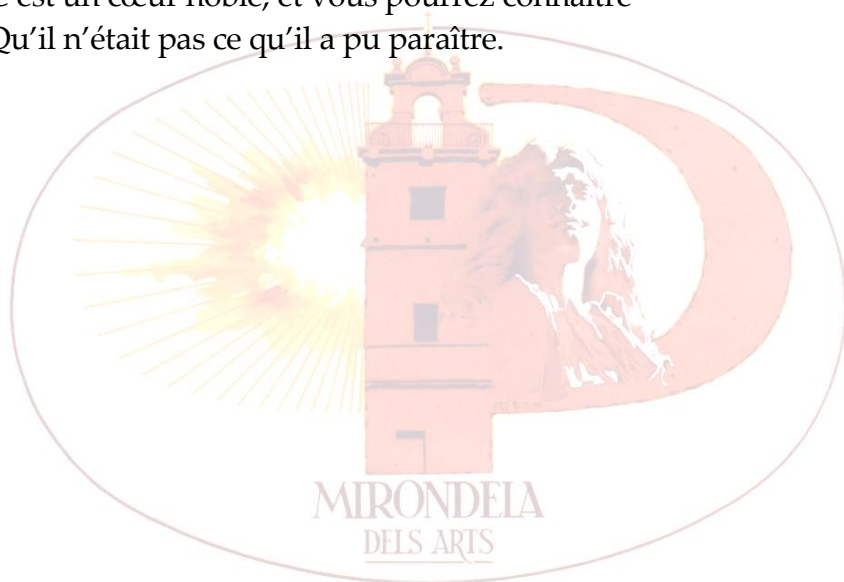 est un cœur noble, et vous pourrez connaître
Qu’il n’était pas ce qu’il a pu paraître.
MIRONDELA
DELS ARTS